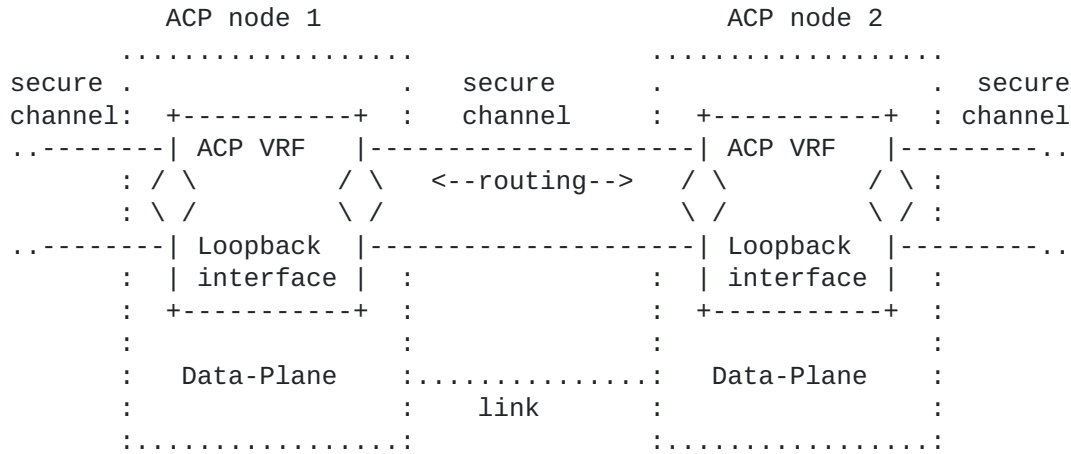 ACP node 1 ACP node 2
................... ...................
secure . . secure . . secure
channel: +-----------+ : channel : +-----------+ : channel
..--------| ACP VRF |---------------------| ACP VRF |---------..
: / \ / \ <--routing--> / \ / \ :
: \ / \ / \ / \ / :
..--------| Loopback |---------------------| Loopback |---------..
: | interface | : : | interface | :
: +-----------+ : : +-----------+ :
: : : :
: Data-Plane :...............: Data-Plane :
: : link : :
:.................: :.................: